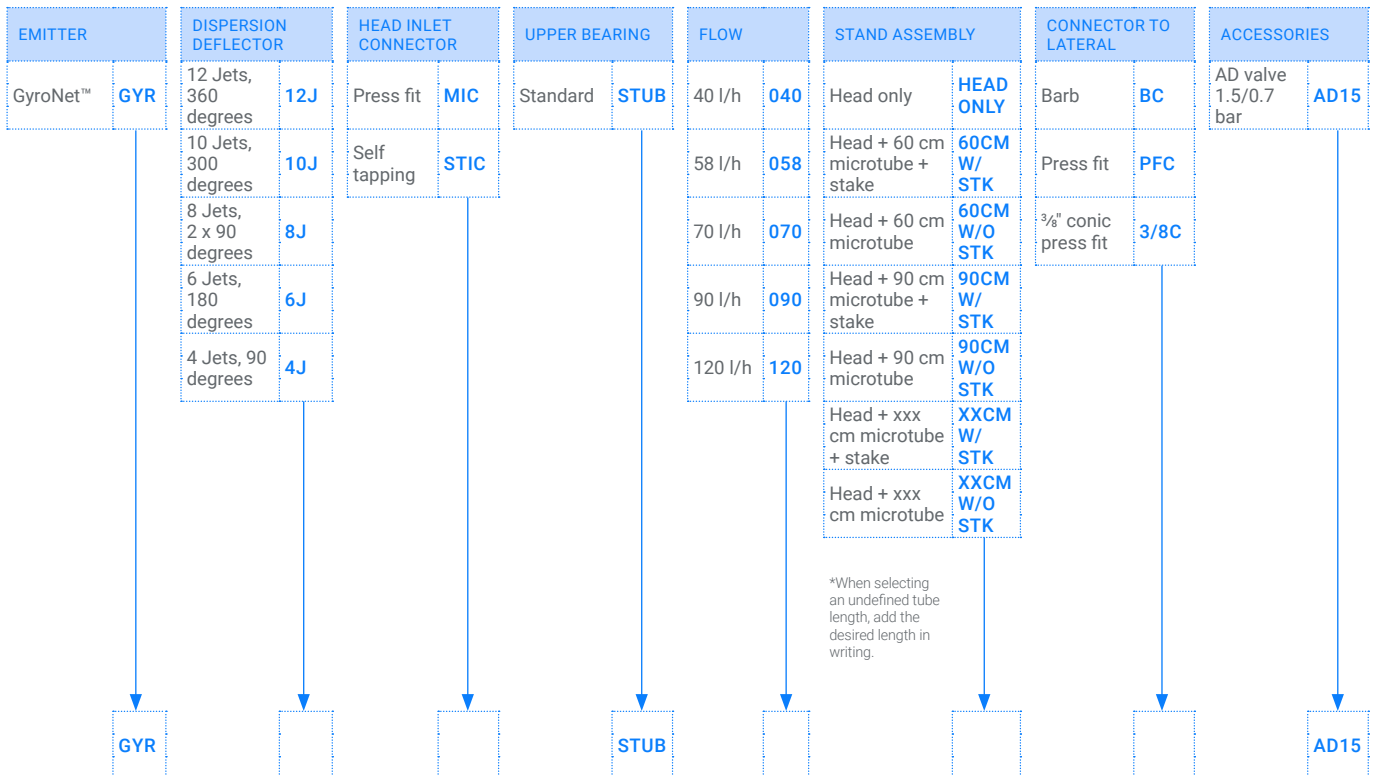 EMITTER
GyroNet™ GYR
DISPERSION
DEFLECTOR
12 Jets,
360
degrees
12J
10 Jets,
300
degrees
10J
8 Jets,
2 x 90
degrees
8J
6 Jets,
180
degrees
6J
4 Jets, 90
degrees
4J
HEAD INLET
CONNECTOR
Press fit MIC
Self
tapping
STIC
UPPER BEARING
Standard STUB
FLOW
40 l/h 040
58 l/h 058
70 l/h 070
90 l/h 090
120 l/h 120
STAND ASSEMBLY
Head only
HEAD
ONLY
Head + 60 cm
microtube +
stake
60CM
W/
STK
Head + 60 cm
microtube
60CM
W/O
STK
Head + 90 cm
microtube +
stake
90CM
W/
STK
Head + 90 cm
microtube
90CM
W/O
STK
Head + xxx
cm microtube
+ stake
XXCM
W/
STK
Head + xxx
cm microtube
XXCM
W/O
STK
*When selecting
an undefined tube
length, add the
desired length in
writing.
CONNECTOR TO
LATERAL
Barb BC
Press fit PFC
⅜" conic
press fit
3/8C
ACCESSORIES
AD valve
1.5/0.7
bar
AD15
GYR STUB AD15